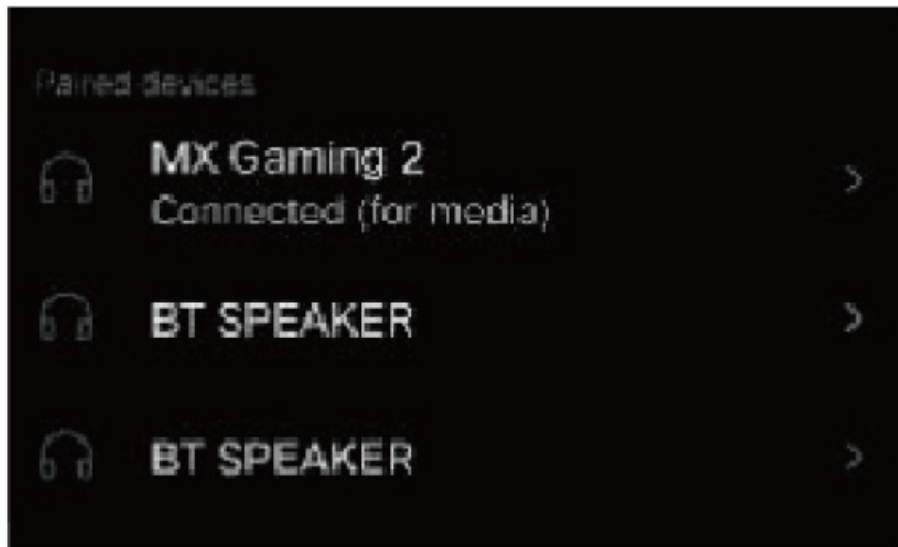 Paired devices
MX Gaming 2
Connected (for media)
BT SPEAKER
BT SPEAKER